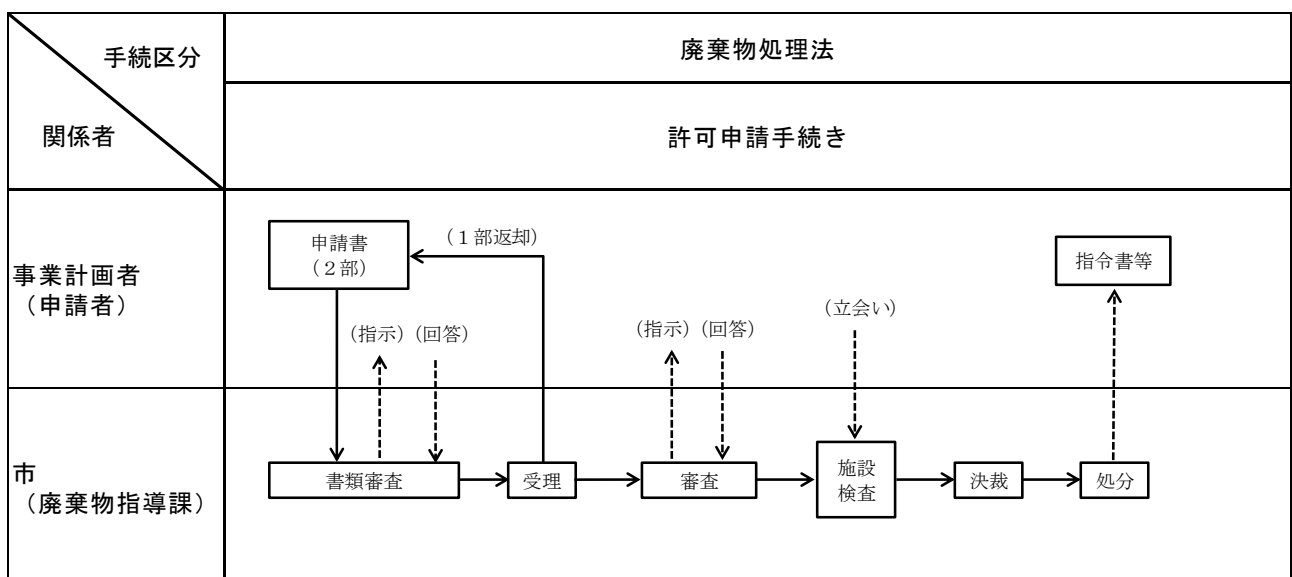 手続区分
関係者
廃棄物処理法
許可申請手続き
事業計画者
（申請者）
申請書
（２部）
（１部返却）
(指示)
(回答)
(指示)
(回答)
(立会い)
指令書等
市
（廃棄物指導課）
書類審査
受理
審査
施設
検査
決裁
処分